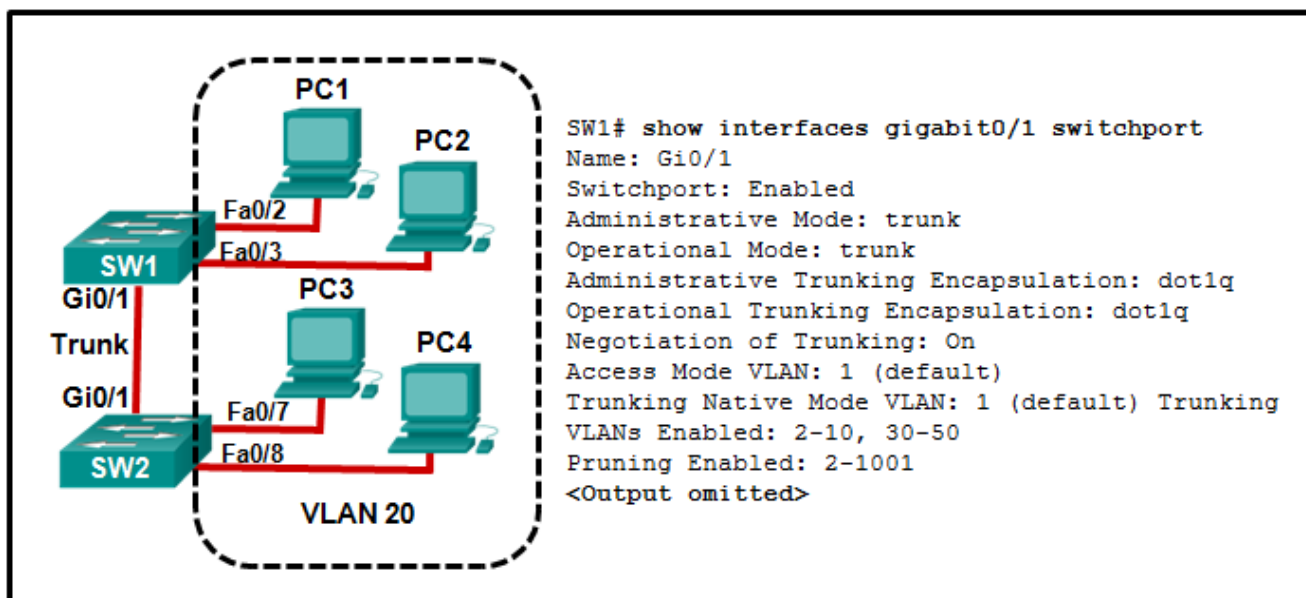 PC1
PC2
Fa0/2
Fa0/3
SW1
Gi0/1
Trunk
Gi0/1
SW2
PC3
PC4
Fa0/7
Fa0/8
VLAN 20
SW1# show interfaces gigabit0/1 switchport
Name: Gi0/1
Switchport: Enabled
Administrative Mode: trunk
Operational Mode: trunk
Administrative Trunking Encapsulation: dot1q
Operational Trunking Encapsulation: dot1q
Negotiation of Trunking: On
Access Mode VLAN: 1 (default)
Trunking Native Mode VLAN: 1 (default) Trunking
VLANs Enabled: 2-10, 30-50
Pruning Enabled: 2-1001
<Output omitted>